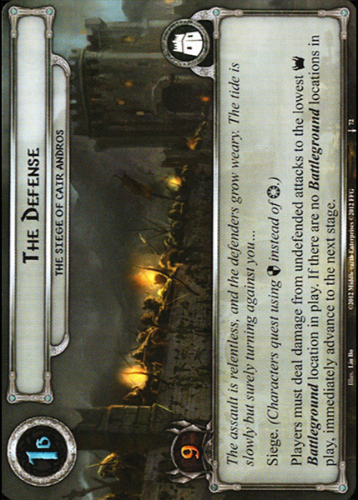 1B
THE DEFENSE
THE SIEGE OF CAIR ANDROS
9
The assault is relentless, and the defenders grow weary. The tide is
slowly but surely turning against you…
Siege. (Characters quest using instead of .)
Players must deal damage from undefended attacks to the lowest
Battleground location in play. If there are no Battleground locations in
play, immediately advance to the next stage.
Illus. Lin Bo ©2012 Middle-earth Enterprises ©2012 FFG 72